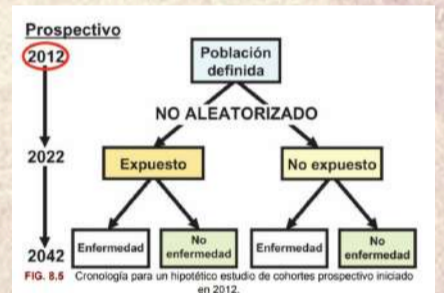 Prospectivo
2012
Población
definida
NO ALEATORIZADO
2022
Expuesto
No expuesto
2042
Enfermedad
No
enfermedad
Enfermedad
No
enfermedad
FIG. 8.5 Cronología para un hipotético estudio de cohortes prospectivo iniciado
en 2012.